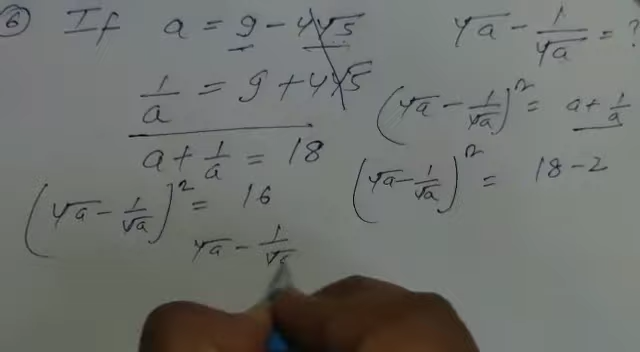 ⑥ If a = 9 - 4√5 √a - 1/√a = ?
1/a = 9 + 4√5
(√a - 1/√a)² = a + 1/a
a + 1/a = 18
(√a - 1/√a)² = 18 - 2
(√a - 1/√a)² = 16
√a - 1/√a